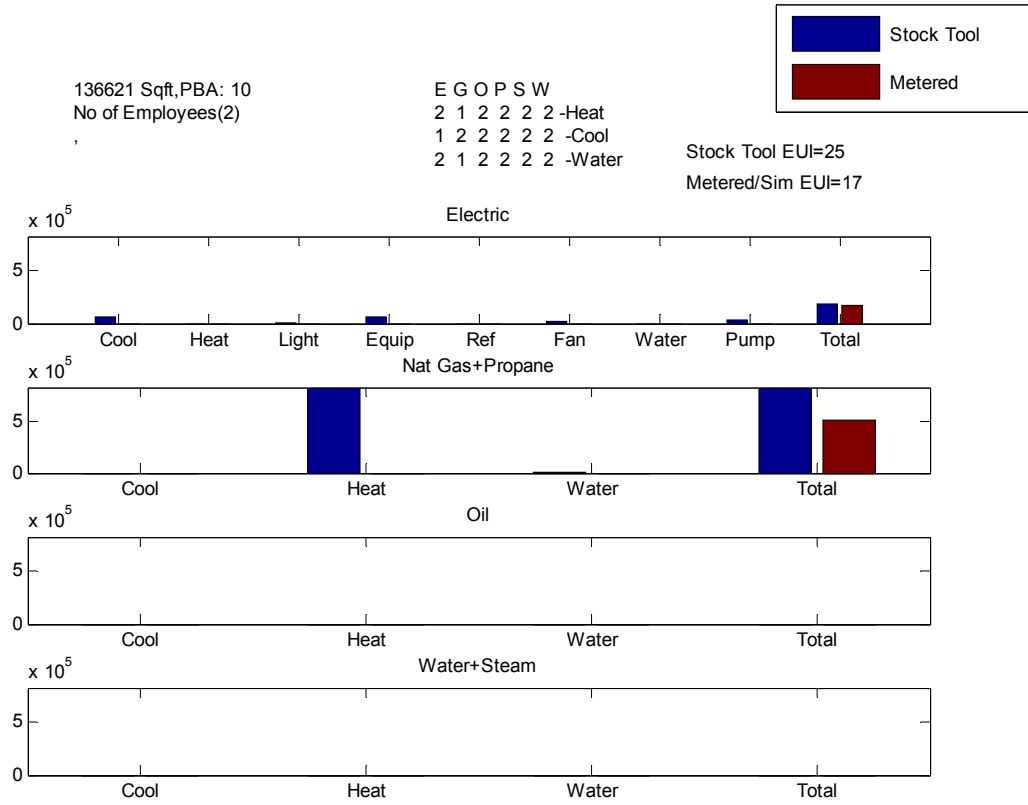 Stock Tool
Metered
136621 Sqft,PBA: 10
No of Employees(2)
,
E G O P S W
2 1 2 2 2 2 -Heat
1 2 2 2 2 2 -Cool
2 1 2 2 2 2 -Water
Stock Tool EUI=25
Metered/Sim EUI=17
Electric
x 10^5
5
0
Cool Heat Light Equip Ref Fan Water Pump Total
Nat Gas+Propane
x 10^5
5
0
Cool Heat Water Total
Oil
x 10^5
5
0
Cool Heat Water Total
Water+Steam
x 10^5
5
0
Cool Heat Water Total